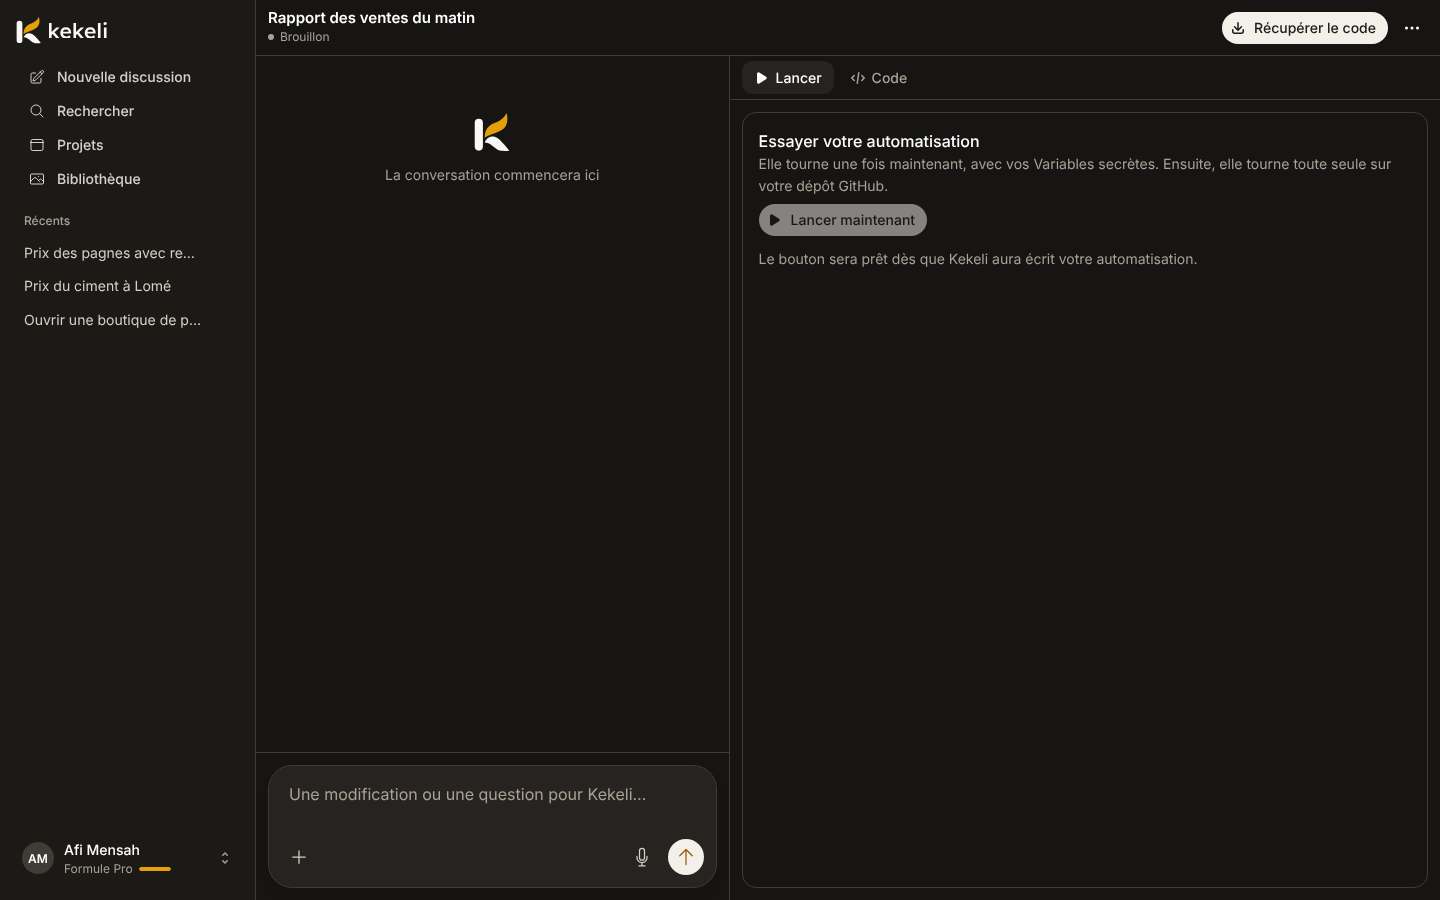 kekeli
Nouvelle discussion
Rechercher
Projets
Bibliothèque
Récents
Prix des pagnes avec re...
Prix du ciment à Lomé
Ouvrir une boutique de p...
AM
Afi Mensah
Formule Pro
Rapport des ventes du matin
Brouillon
Récupérer le code
La conversation commencera ici
Une modification ou une question pour Kekeli...
Lancer
Code
Essayer votre automatisation
Elle tourne une fois maintenant, avec vos Variables secrètes. Ensuite, elle tourne toute seule sur
votre dépôt GitHub.
Lancer maintenant
Le bouton sera prêt dès que Kekeli aura écrit votre automatisation.